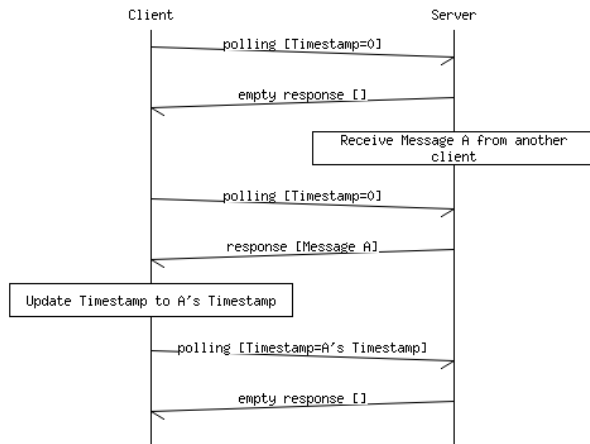 Client
Server
polling [Timestamp=0]
empty response []
Receive Message A from another
client
polling [Timestamp=0]
response [Message A]
Update Timestamp to A's Timestamp
polling [Timestamp=A's Timestamp]
empty response []